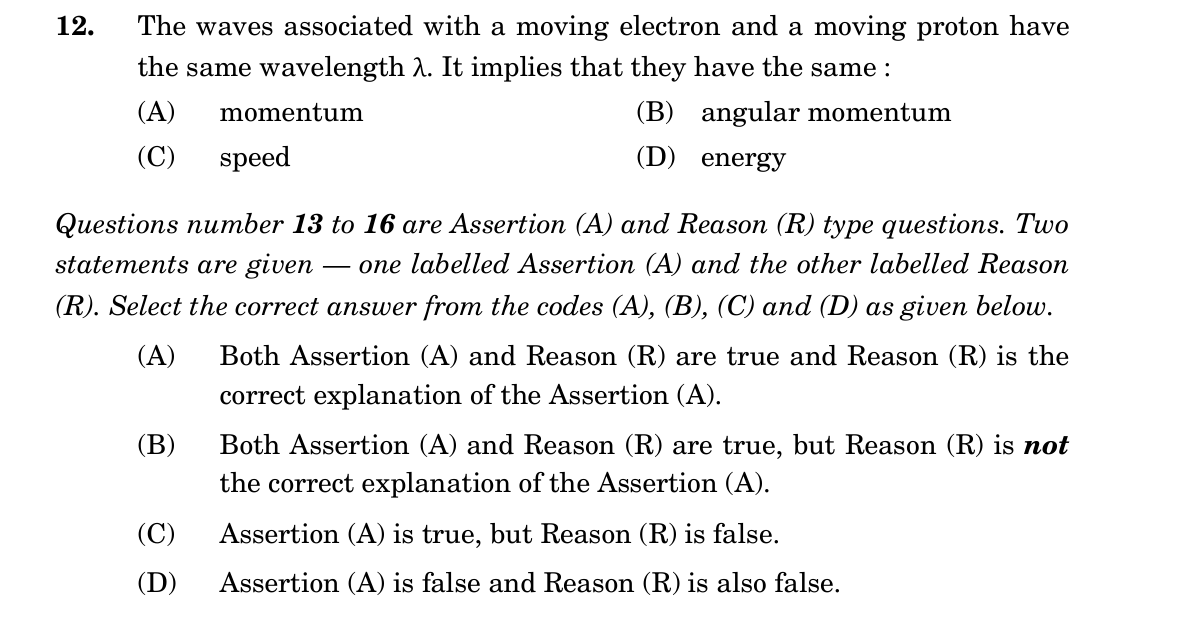 12. The waves associated with a moving electron and a moving proton have
the same wavelength λ. It implies that they have the same :
(A) momentum (B) angular momentum
(C) speed (D) energy
Questions number 13 to 16 are Assertion (A) and Reason (R) type questions. Two
statements are given — one labelled Assertion (A) and the other labelled Reason
(R). Select the correct answer from the codes (A), (B), (C) and (D) as given below.
(A) Both Assertion (A) and Reason (R) are true and Reason (R) is the
correct explanation of the Assertion (A).
(B) Both Assertion (A) and Reason (R) are true, but Reason (R) is not
the correct explanation of the Assertion (A).
(C) Assertion (A) is true, but Reason (R) is false.
(D) Assertion (A) is false and Reason (R) is also false.